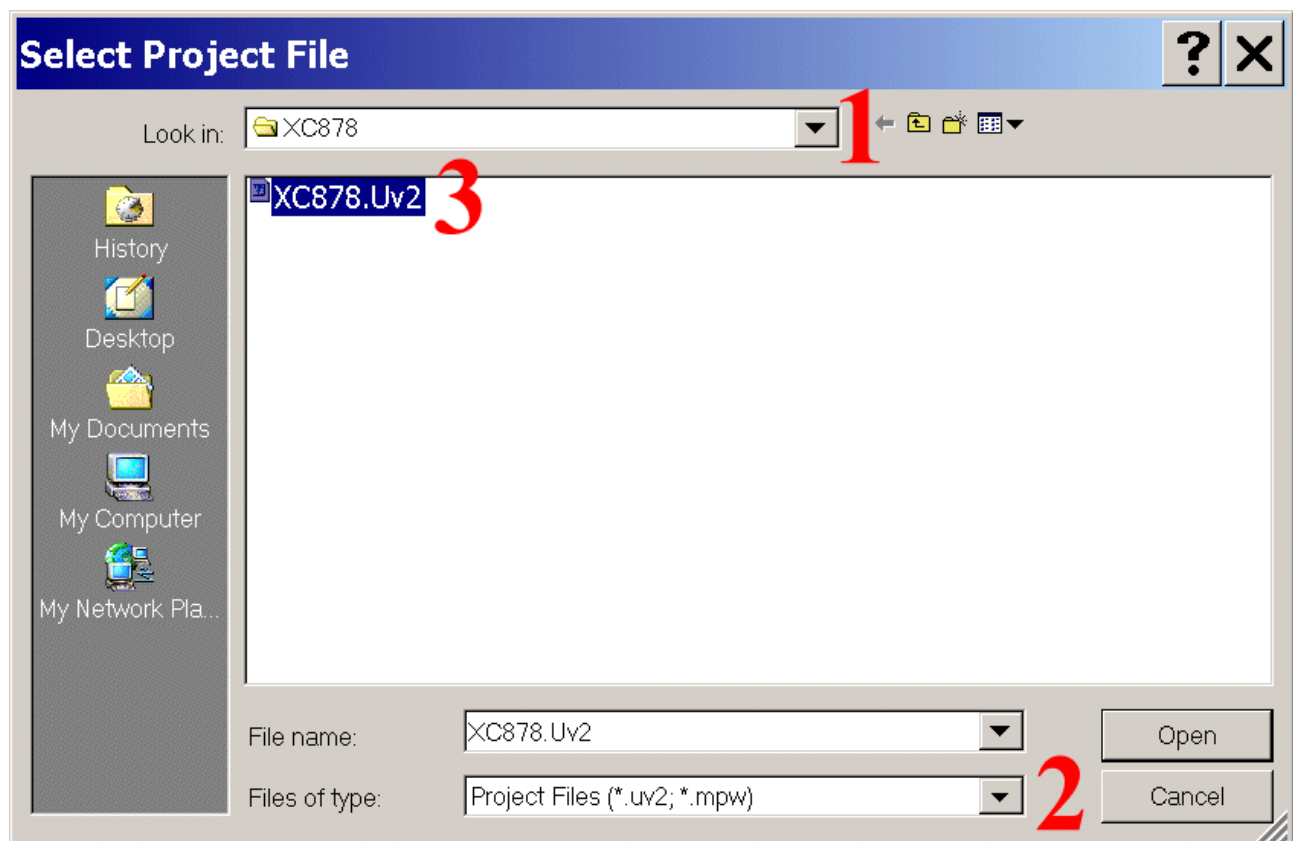 Select Project File
?
Look in: XC878 1
XC878.Uv2 3
History
Desktop
My Documents
My Computer
My Network Pla...
File name: XC878.Uv2 Open
Files of type: Project Files (*.uv2; *.mpw) 2 Cancel